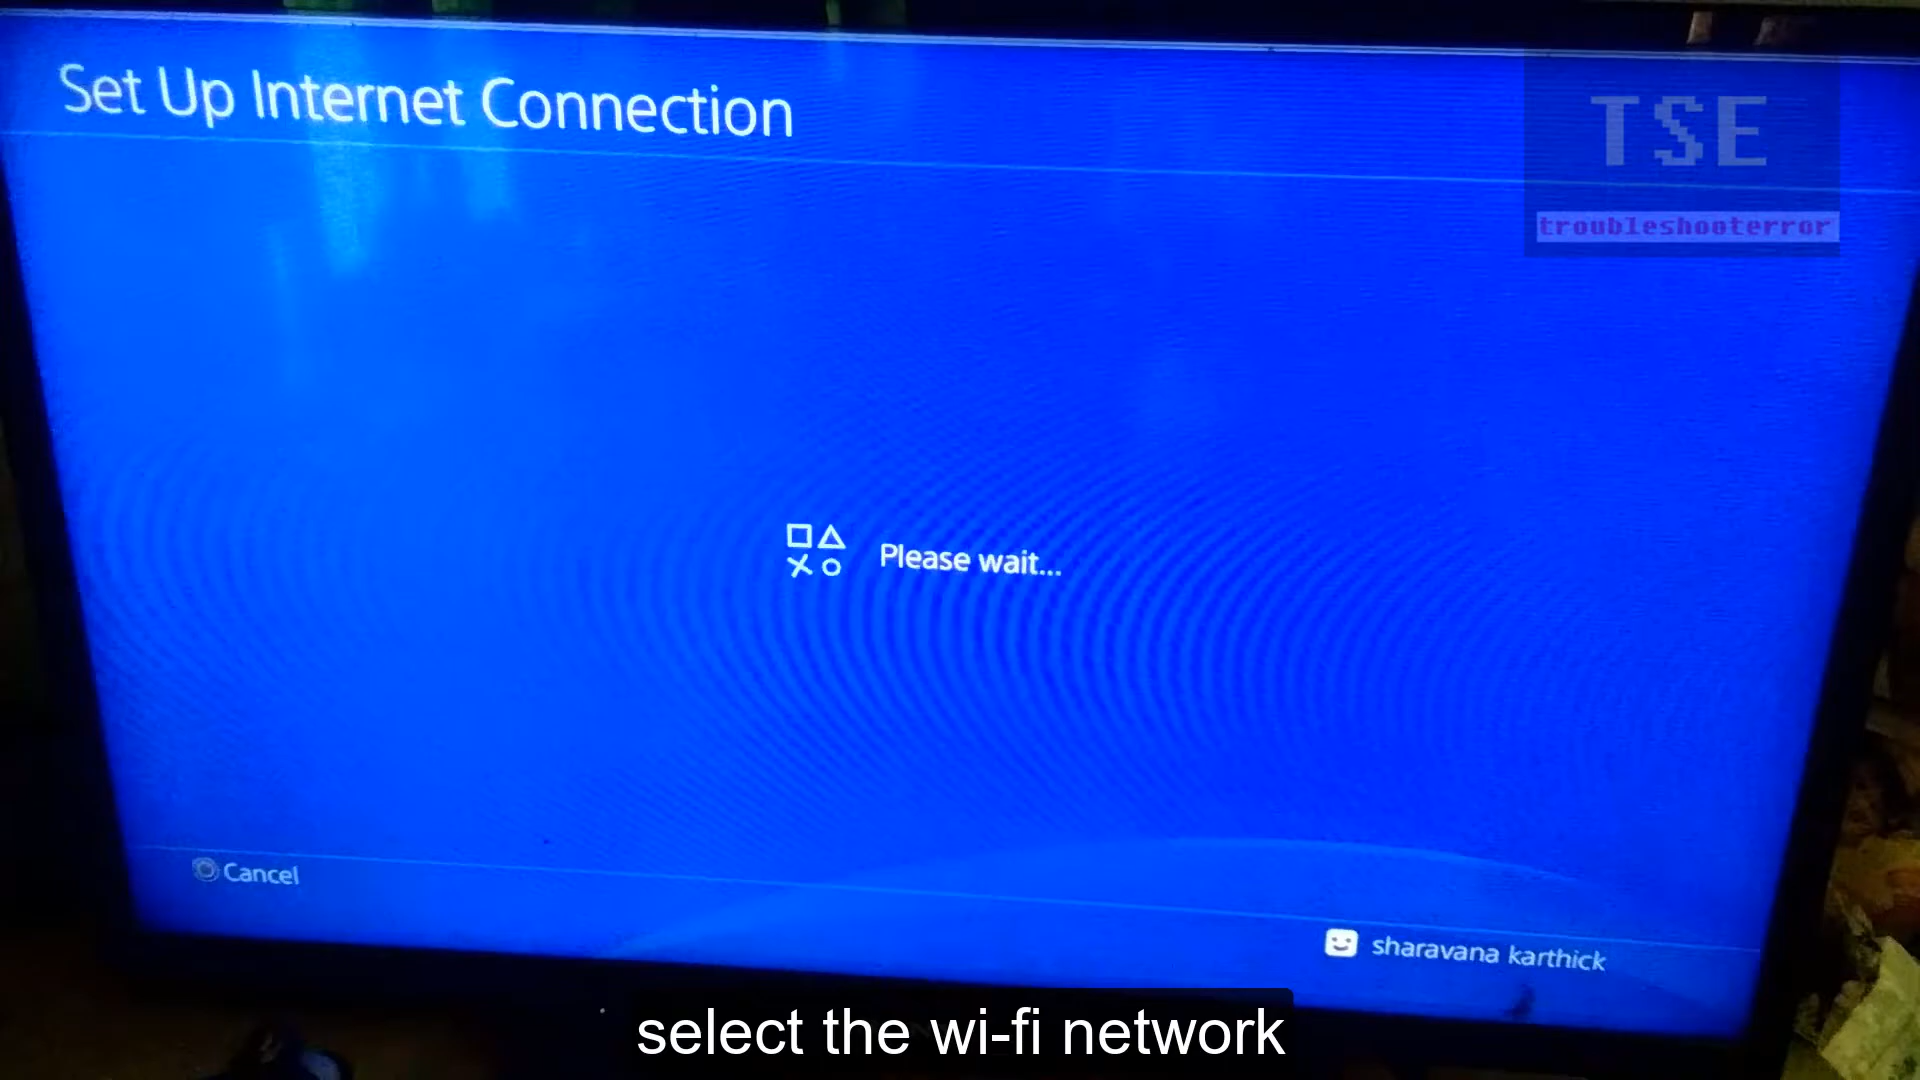 Set Up Internet Connection
TSE
troubleshooterror
Please wait...
Cancel
sharavana karthick
select the wi-fi network